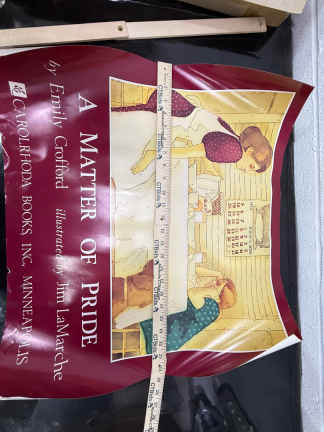 A MATTER OF PRIDE
by Emily Crofford
illustrated by Jim LaMarche
CAROLRHODA BOOKS, INC. MINNEAPOLIS